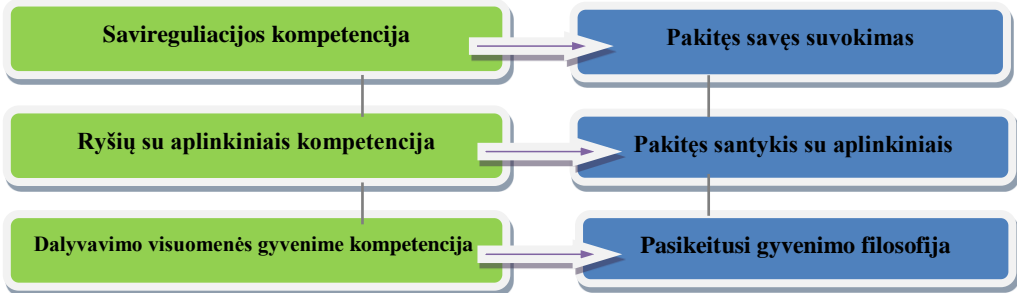 Savireguliacijos kompetencija
Pakitęs savęs suvokimas
Ryšių su aplinkiniais kompetencija
Pakitęs santykis su aplinkiniais
Dalyvavimo visuomenės gyvenime kompetencija
Pasikeitusi gyvenimo filosofija